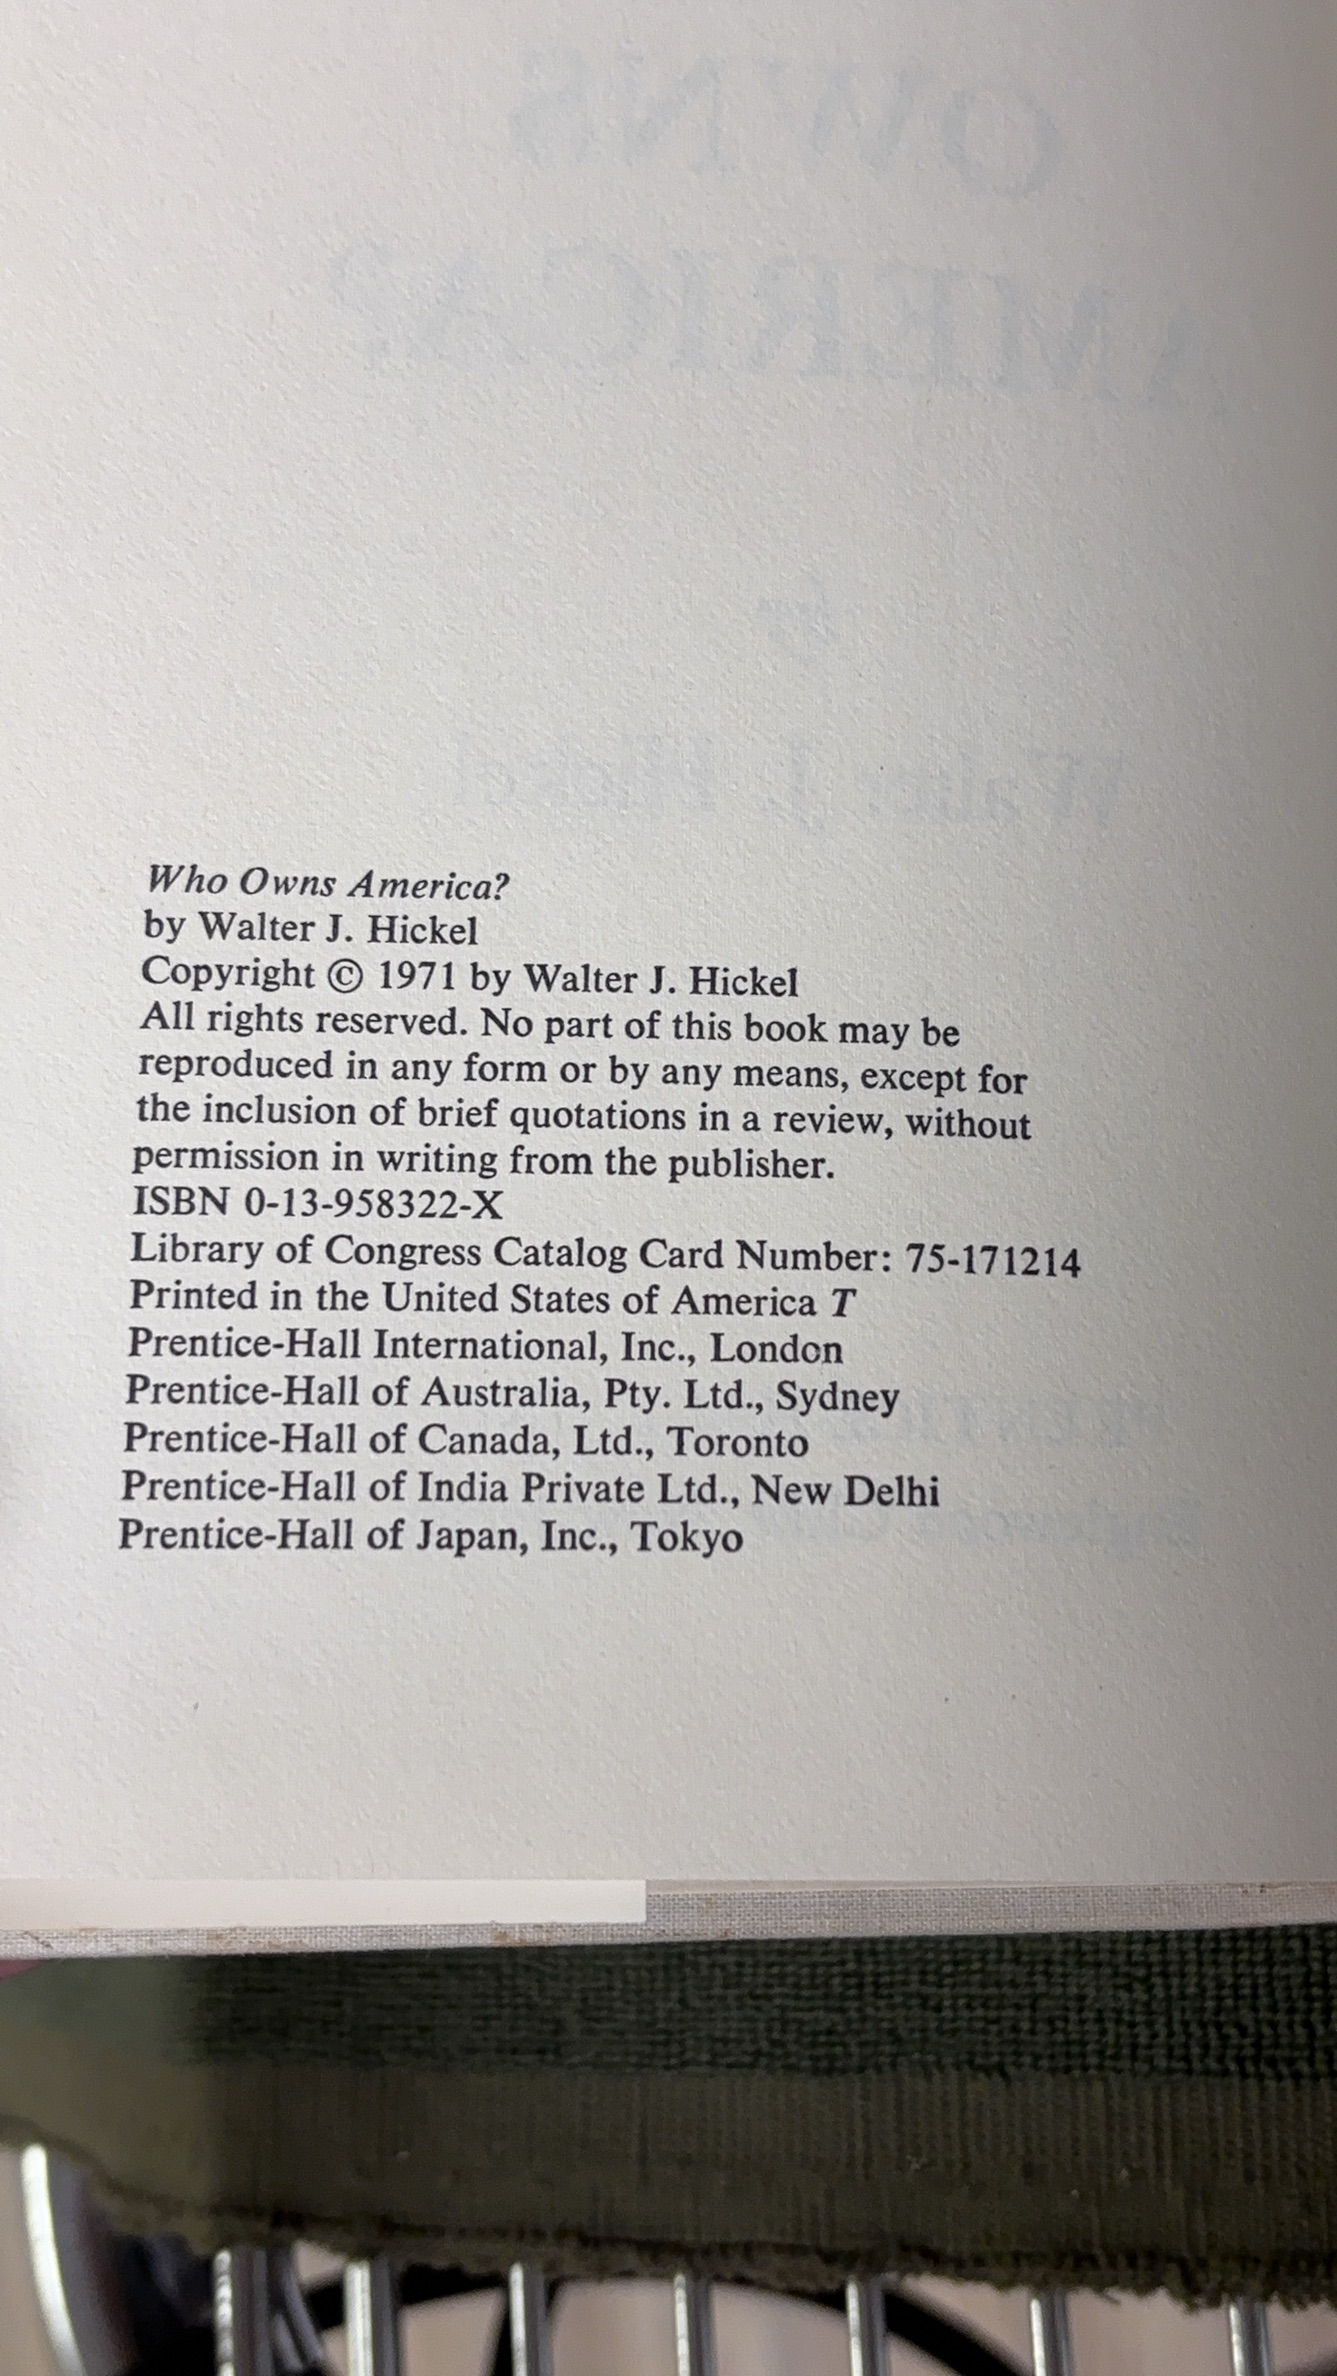 Who Owns America?
by Walter J. Hickel
Copyright © 1971 by Walter J. Hickel
All rights reserved. No part of this book may be
reproduced in any form or by any means, except for
the inclusion of brief quotations in a review, without
permission in writing from the publisher.
ISBN 0-13-958322-X
Library of Congress Catalog Card Number: 75-171214
Printed in the United States of America T
Prentice-Hall International, Inc., London
Prentice-Hall of Australia, Pty. Ltd., Sydney
Prentice-Hall of Canada, Ltd., Toronto
Prentice-Hall of India Private Ltd., New Delhi
Prentice-Hall of Japan, Inc., Tokyo